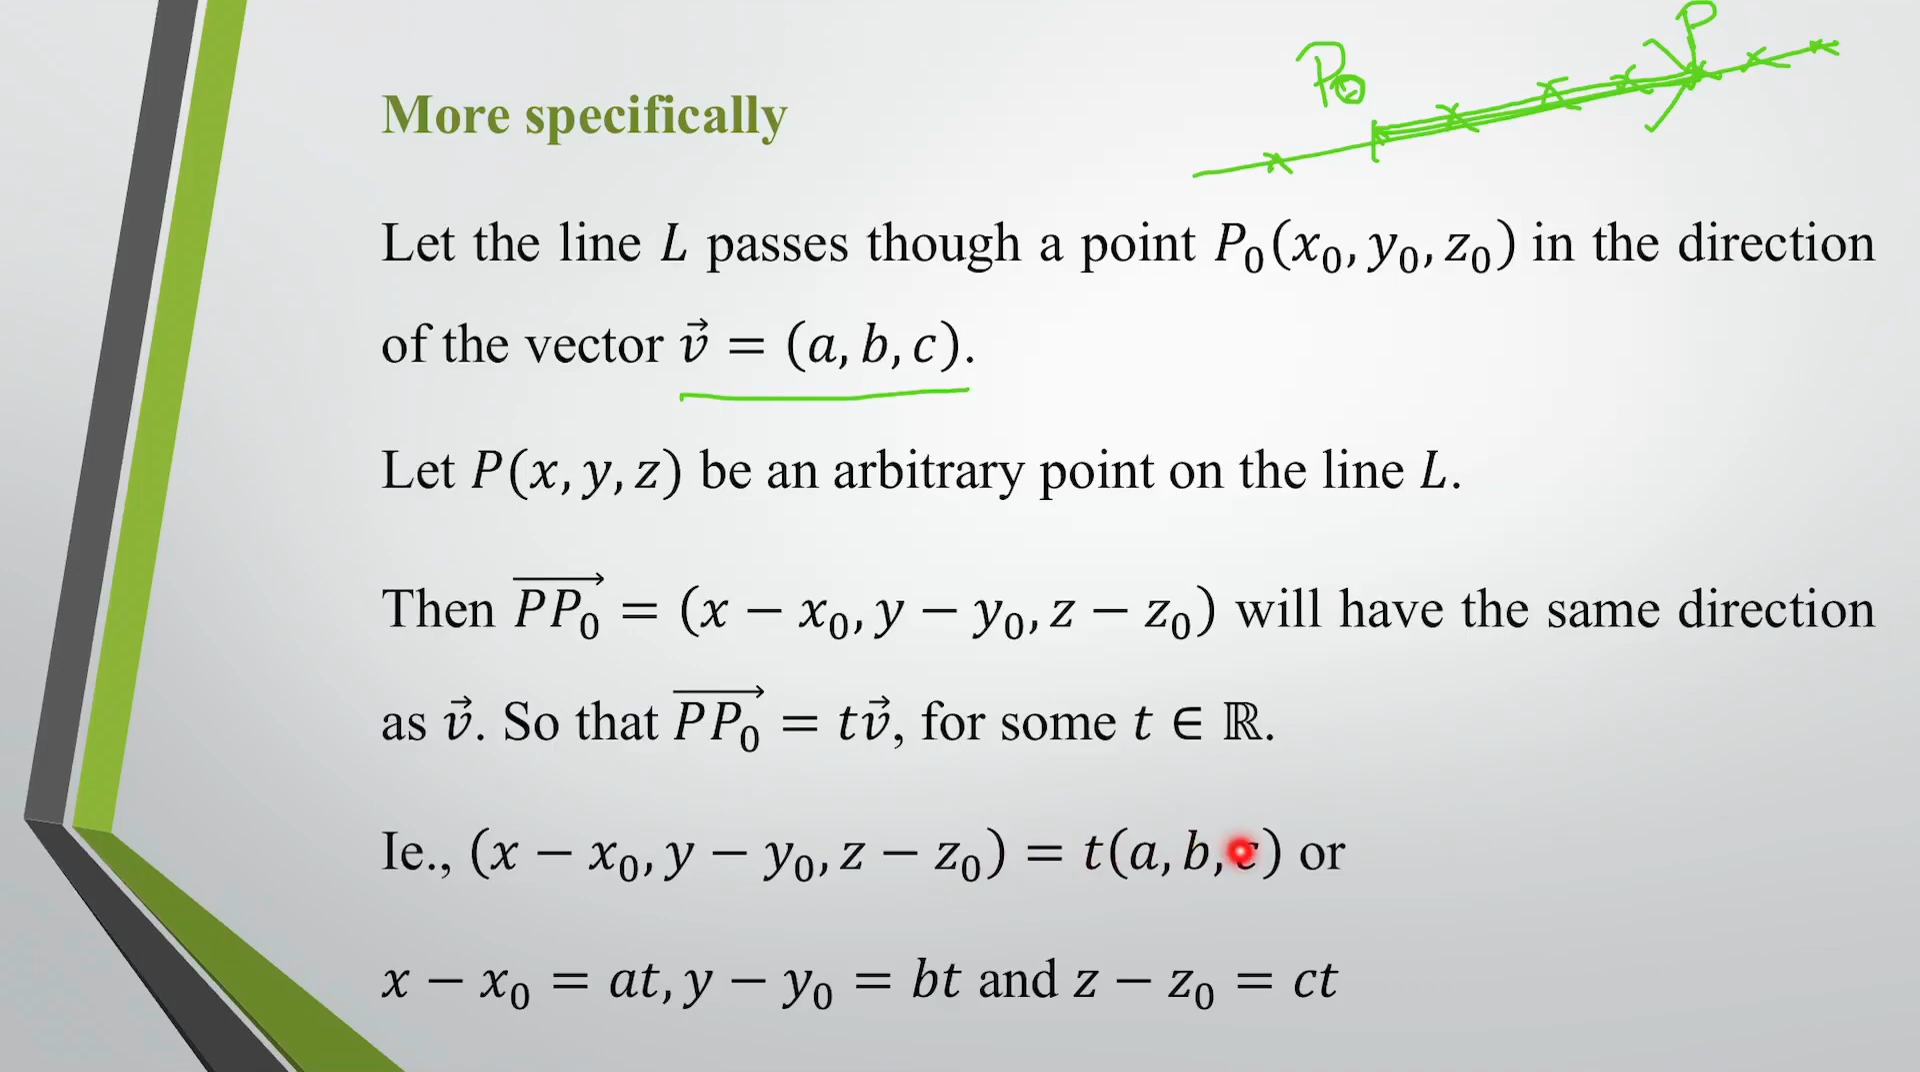 P₀
P
More specifically
Let the line L passes though a point P₀(x₀, y₀, z₀) in the direction
of the vector v⃗ = (a, b, c).
Let P(x, y, z) be an arbitrary point on the line L.
Then \overrightarrow{PP₀} = (x − x₀, y − y₀, z − z₀) will have the same direction
as v⃗. So that \overrightarrow{PP₀} = tv⃗, for some t ∈ ℝ.
Ie., (x − x₀, y − y₀, z − z₀) = t(a, b, c) or
x − x₀ = at, y − y₀ = bt and z − z₀ = ct